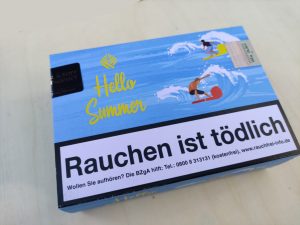 Hello
Summer
Rauchen ist tödlich
Wollen Sie aufhören? Die BZgA hilft: Tel.: 0800 8 313131 (kostenfrei), www.rauchfrei-info.de